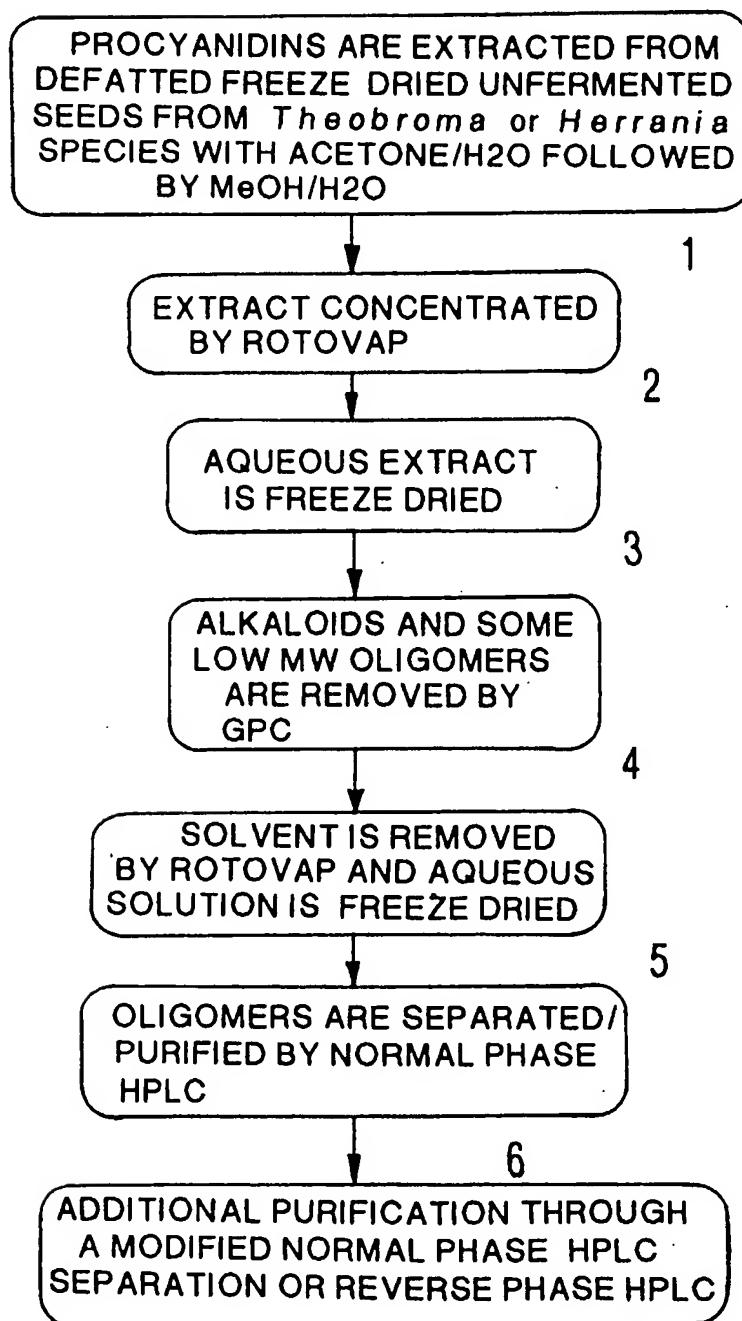 PROCYANIDINS ARE EXTRACTED FROM
DEFATTED FREEZE DRIED UNFERMENTED
SEEDS FROM Theobroma or Herrania
SPECIES WITH ACETONE/H2O FOLLOWED
BY MeOH/H2O
1
EXTRACT CONCENTRATED
BY ROTOVAP
2
AQUEOUS EXTRACT
IS FREEZE DRIED
3
ALKALOIDS AND SOME
LOW MW OLIGOMERS
ARE REMOVED BY
GPC
4
SOLVENT IS REMOVED
BY ROTOVAP AND AQUEOUS
SOLUTION IS FREEZE DRIED
5
OLIGOMERS ARE SEPARATED/
PURIFIED BY NORMAL PHASE
HPLC
6
ADDITIONAL PURIFICATION THROUGH
A MODIFIED NORMAL PHASE HPLC
SEPARATION OR REVERSE PHASE HPLC